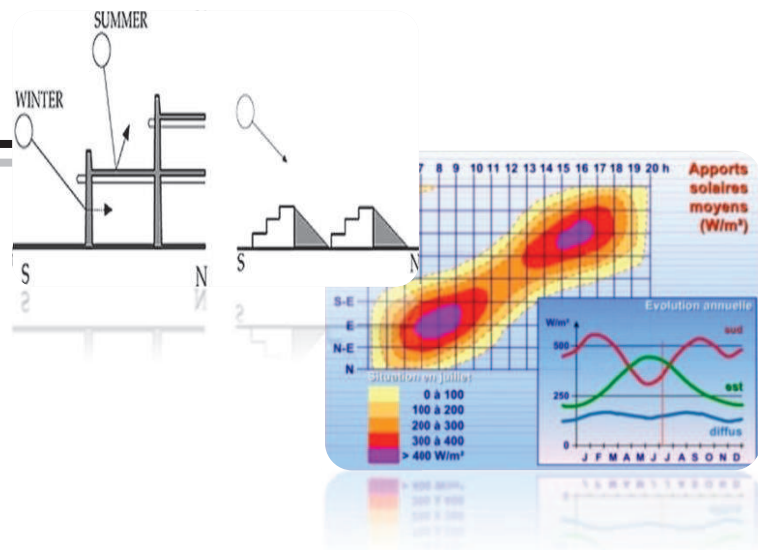 SUMMER
WINTER
S N
S N
7 8 9 10 11 12 13 14 15 16 17 18 19 20 h
Apports
solaires
moyens
(W/m²)
S-E
E
N-E
N
Situation en juillet
0 à 100
100 à 200
200 à 300
300 à 400
> 400 W/m²
Evolution annuelle
W/m²
500
250
0
sud
est
diffus
J F M A M J J A S O N D